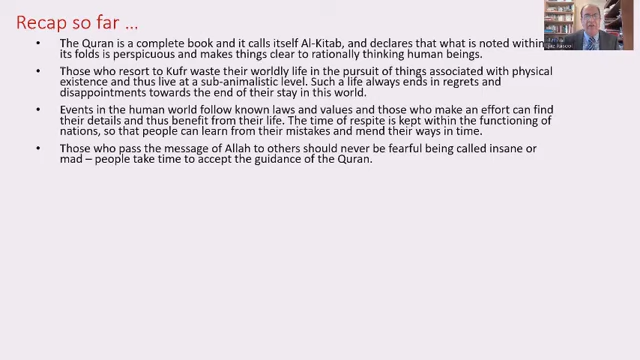 Recap so far ...
• The Quran is a complete book and it calls itself Al-Kitab, and declares that what is noted within
its folds is perspicuous and makes things clear to rationally thinking human beings.
• Those who resort to Kufr waste their worldly life in the pursuit of things associated with physical
existence and thus live at a sub-animalistic level. Such a life always ends in regrets and
disappointments towards the end of their stay in this world.
• Events in the human world follow known laws and values and those who make an effort can find
their details and thus benefit from their life. The time of respite is kept within the functioning of
nations, so that people can learn from their mistakes and mend their ways in time.
• Those who pass the message of Allah to others should never be fearful being called insane or
mad – people take time to accept the guidance of the Quran.